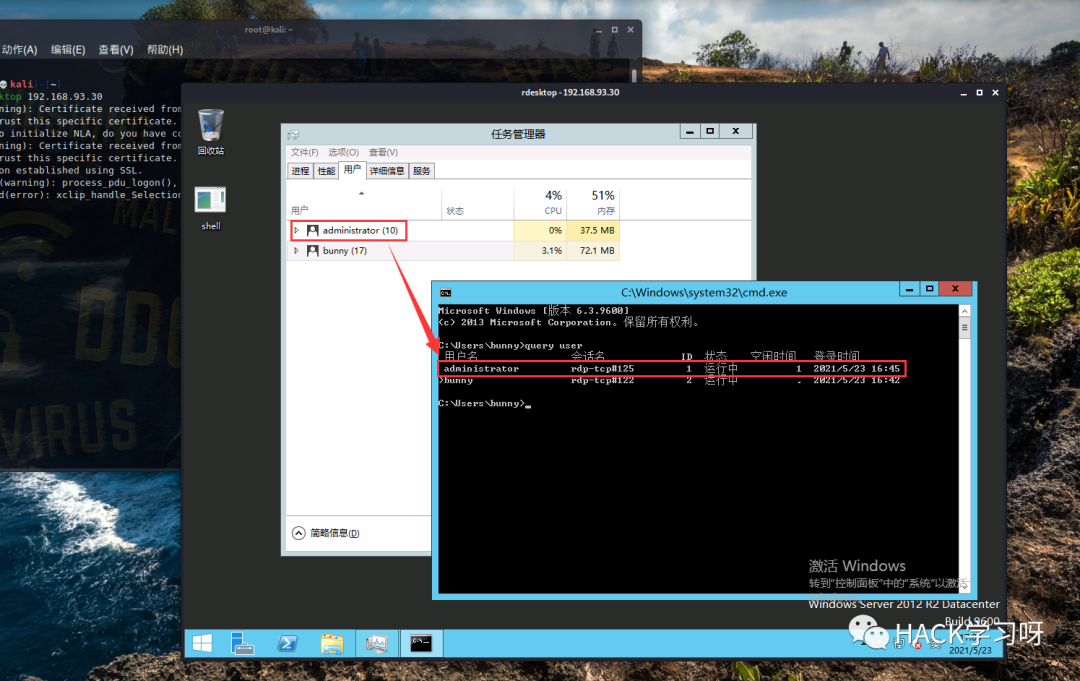 root@kali: ~
动作(A) 编辑(E) 查看(V) 帮助(H)
kali)-[~]
ktop 192.168.93.30
ning): Certificate received from
rust this specific certificate.
o initialize NLA, do you have co
ning): Certificate received from
rust this specific certificate.
on established using SSL.
(warning): process_pdu_logon(),
d(error): xclip_handle_Selection
rdesktop - 192.168.93.30
回收站
shell
任务管理器
文件(F) 选项(O) 查看(V)
进程 性能 用户 详细信息 服务
4% 51%
用户 状态 CPU 内存
administrator (10) 0% 37.5 MB
bunny (17) 3.1% 72.1 MB
简略信息(D)
C:\Windows\system32\cmd.exe
Microsoft Windows [版本 6.3.9600]
(c) 2013 Microsoft Corporation。保留所有权利。
C:\Users\bunny>query user
用户名 会话名 ID 状态 空闲时间 登录时间
administrator rdp-tcp#125 1 运行中 1 2021/5/23 16:45
>bunny rdp-tcp#122 2 运行中 . 2021/5/23 16:42
C:\Users\bunny>_
激活 Windows
转到"控制面板"中的"系统"以激活
Windows Server 2012 R2 Datacenter
Build 9600
HACK学习呀
2021/5/23
VIRUS